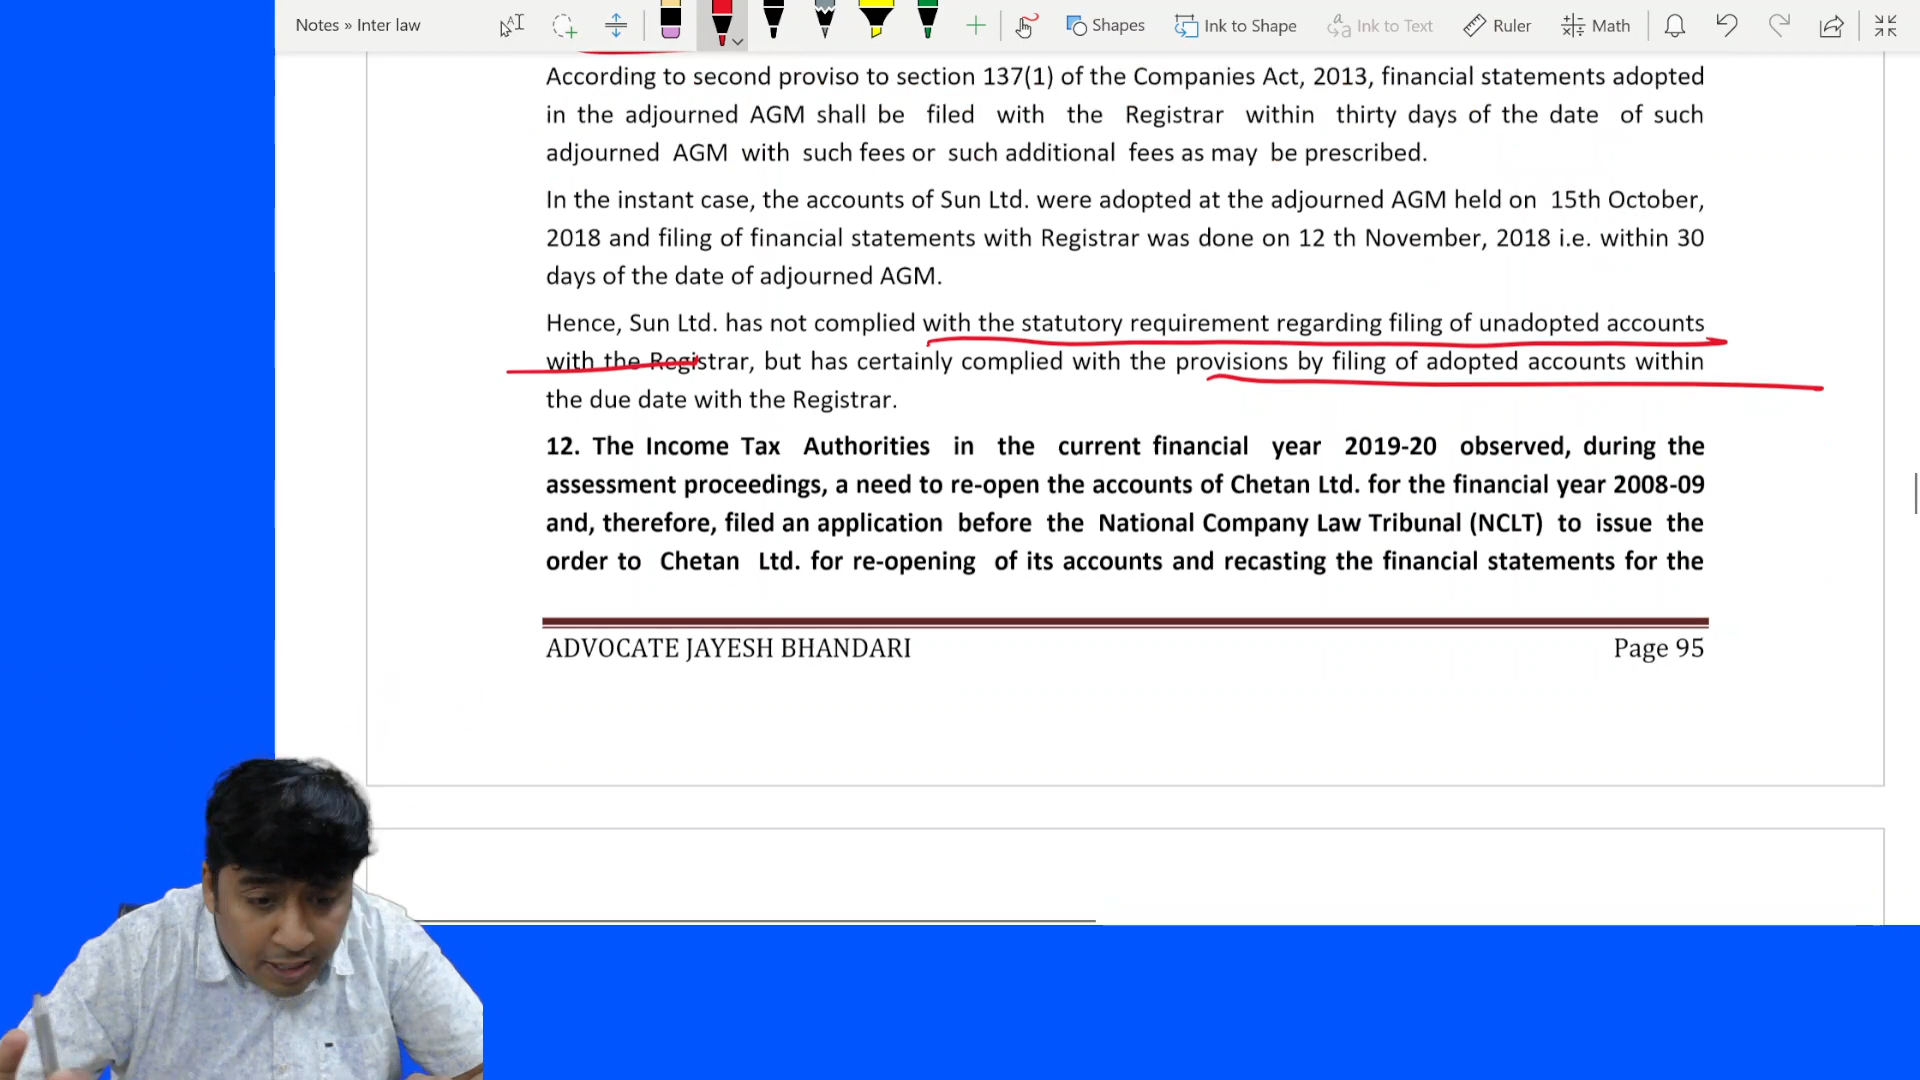 Notes » Inter law
Shapes
Ink to Shape
Ink to Text
Ruler
Math
According to second proviso to section 137(1) of the Companies Act, 2013, financial statements adopted
in the adjourned AGM shall be filed with the Registrar within thirty days of the date of such
adjourned AGM with such fees or such additional fees as may be prescribed.
In the instant case, the accounts of Sun Ltd. were adopted at the adjourned AGM held on 15th October,
2018 and filing of financial statements with Registrar was done on 12 th November, 2018 i.e. within 30
days of the date of adjourned AGM.
Hence, Sun Ltd. has not complied with the statutory requirement regarding filing of unadopted accounts
with the Registrar, but has certainly complied with the provisions by filing of adopted accounts within
the due date with the Registrar.
12. The Income Tax Authorities in the current financial year 2019-20 observed, during the
assessment proceedings, a need to re-open the accounts of Chetan Ltd. for the financial year 2008-09
and, therefore, filed an application before the National Company Law Tribunal (NCLT) to issue the
order to Chetan Ltd. for re-opening of its accounts and recasting the financial statements for the
ADVOCATE JAYESH BHANDARI
Page 95